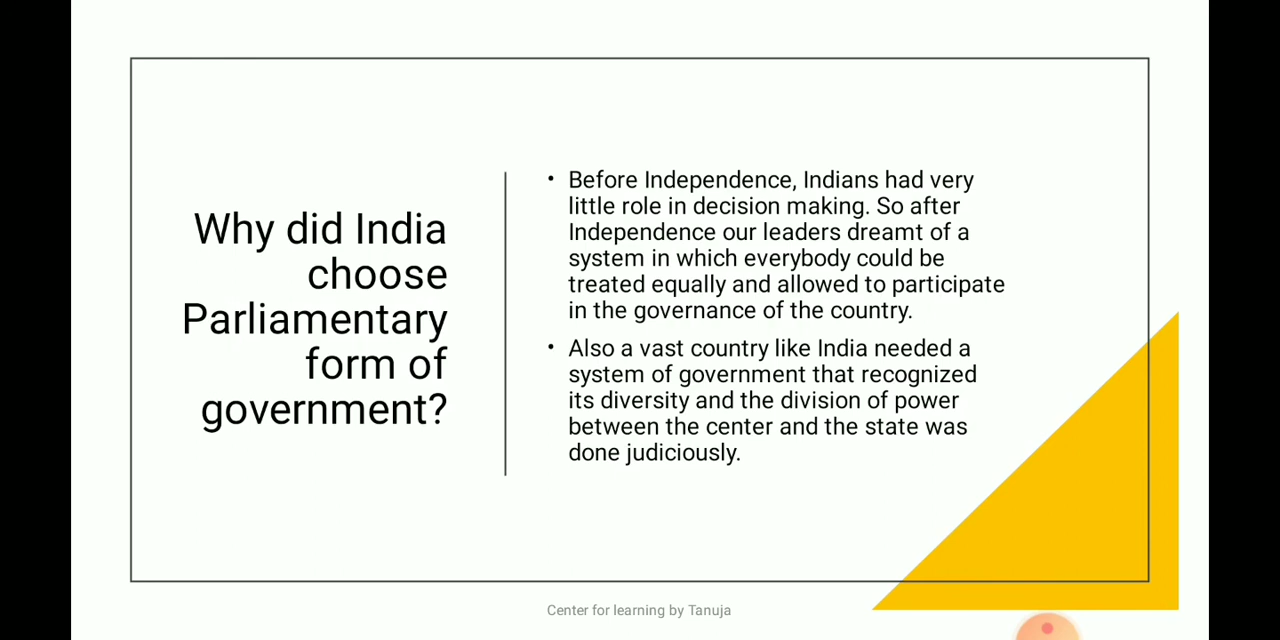 Why did India
choose
Parliamentary
form of
government?
• Before Independence, Indians had very
little role in decision making. So after
Independence our leaders dreamt of a
system in which everybody could be
treated equally and allowed to participate
in the governance of the country.
• Also a vast country like India needed a
system of government that recognized
its diversity and the division of power
between the center and the state was
done judiciously.
Center for learning by Tanuja